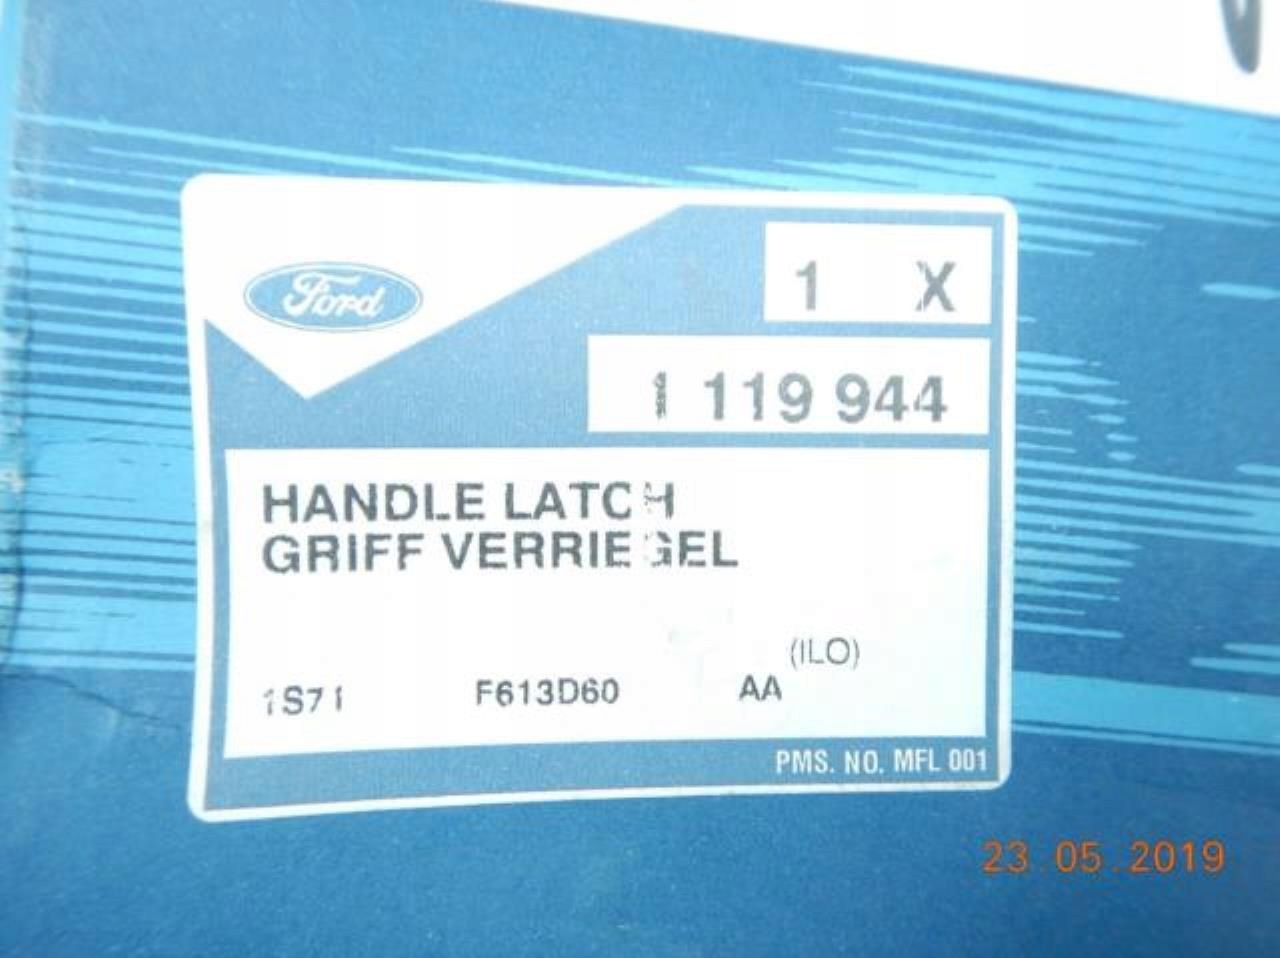 Ford
1 X
1 119 944
HANDLE LATCH
GRIFF VERRIEGEL
(ILO)
1S71 F613D60 AA
PMS. NO. MFL 001
23.05.2019